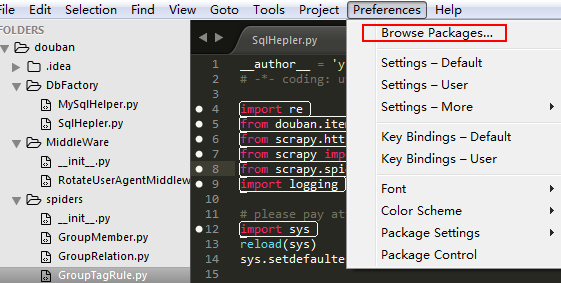 File Edit Selection Find View Goto Tools Project Preferences Help
FOLDERS
douban
.idea
DbFactory
MySqlHelper.py
SqlHepler.py
MiddleWare
__init__.py
RotateUserAgentMiddlew
spiders
__init__.py
GroupMember.py
GroupRelation.py
GroupTagRule.py
SqlHepler.py
1 __author__ = 'y
2 # -*- coding: u
3
4 import re
5 from douban.item
6 from scrapy.htt
7 from scrapy imp
8 from scrapy.spi
9 import logging
10
11 # please pay at
12 import sys
13 reload(sys)
14 sys.setdefaulte
15
Browse Packages...
Settings – Default
Settings – User
Settings – More
Key Bindings – Default
Key Bindings – User
Font
Color Scheme
Package Settings
Package Control